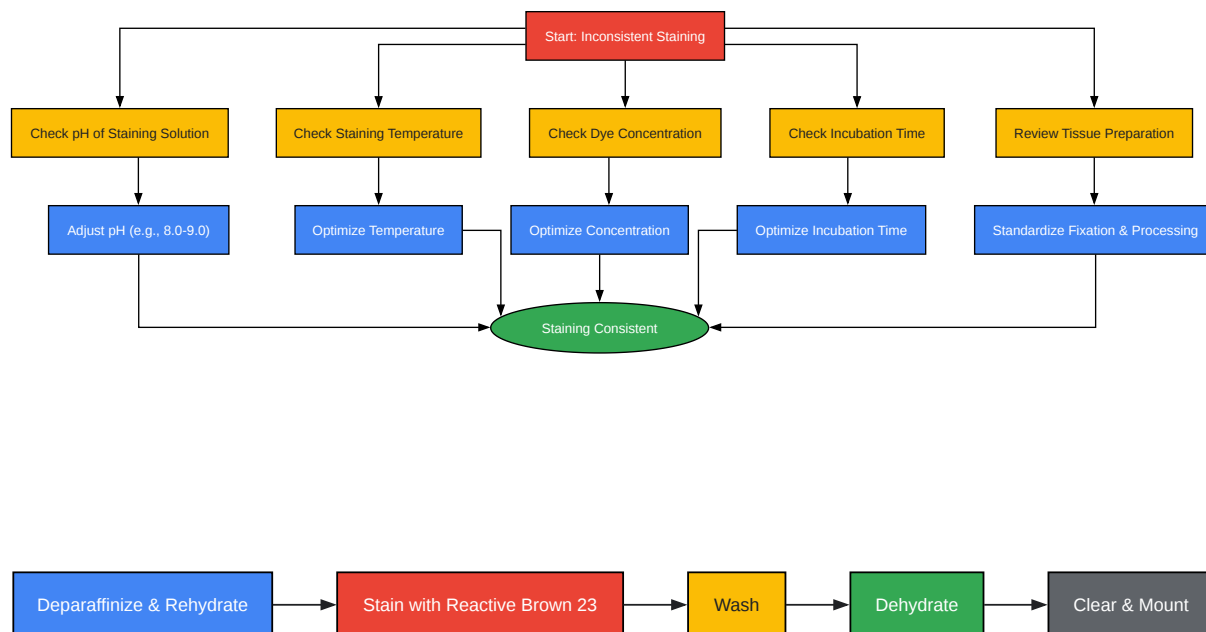 Start: Inconsistent Staining
Check pH of Staining Solution
Check Staining Temperature
Check Dye Concentration
Check Incubation Time
Review Tissue Preparation
Adjust pH (e.g., 8.0-9.0)
Optimize Temperature
Optimize Concentration
Optimize Incubation Time
Standardize Fixation & Processing
Staining Consistent
Deparaffinize & Rehydrate
Stain with Reactive Brown 23
Wash
Dehydrate
Clear & Mount